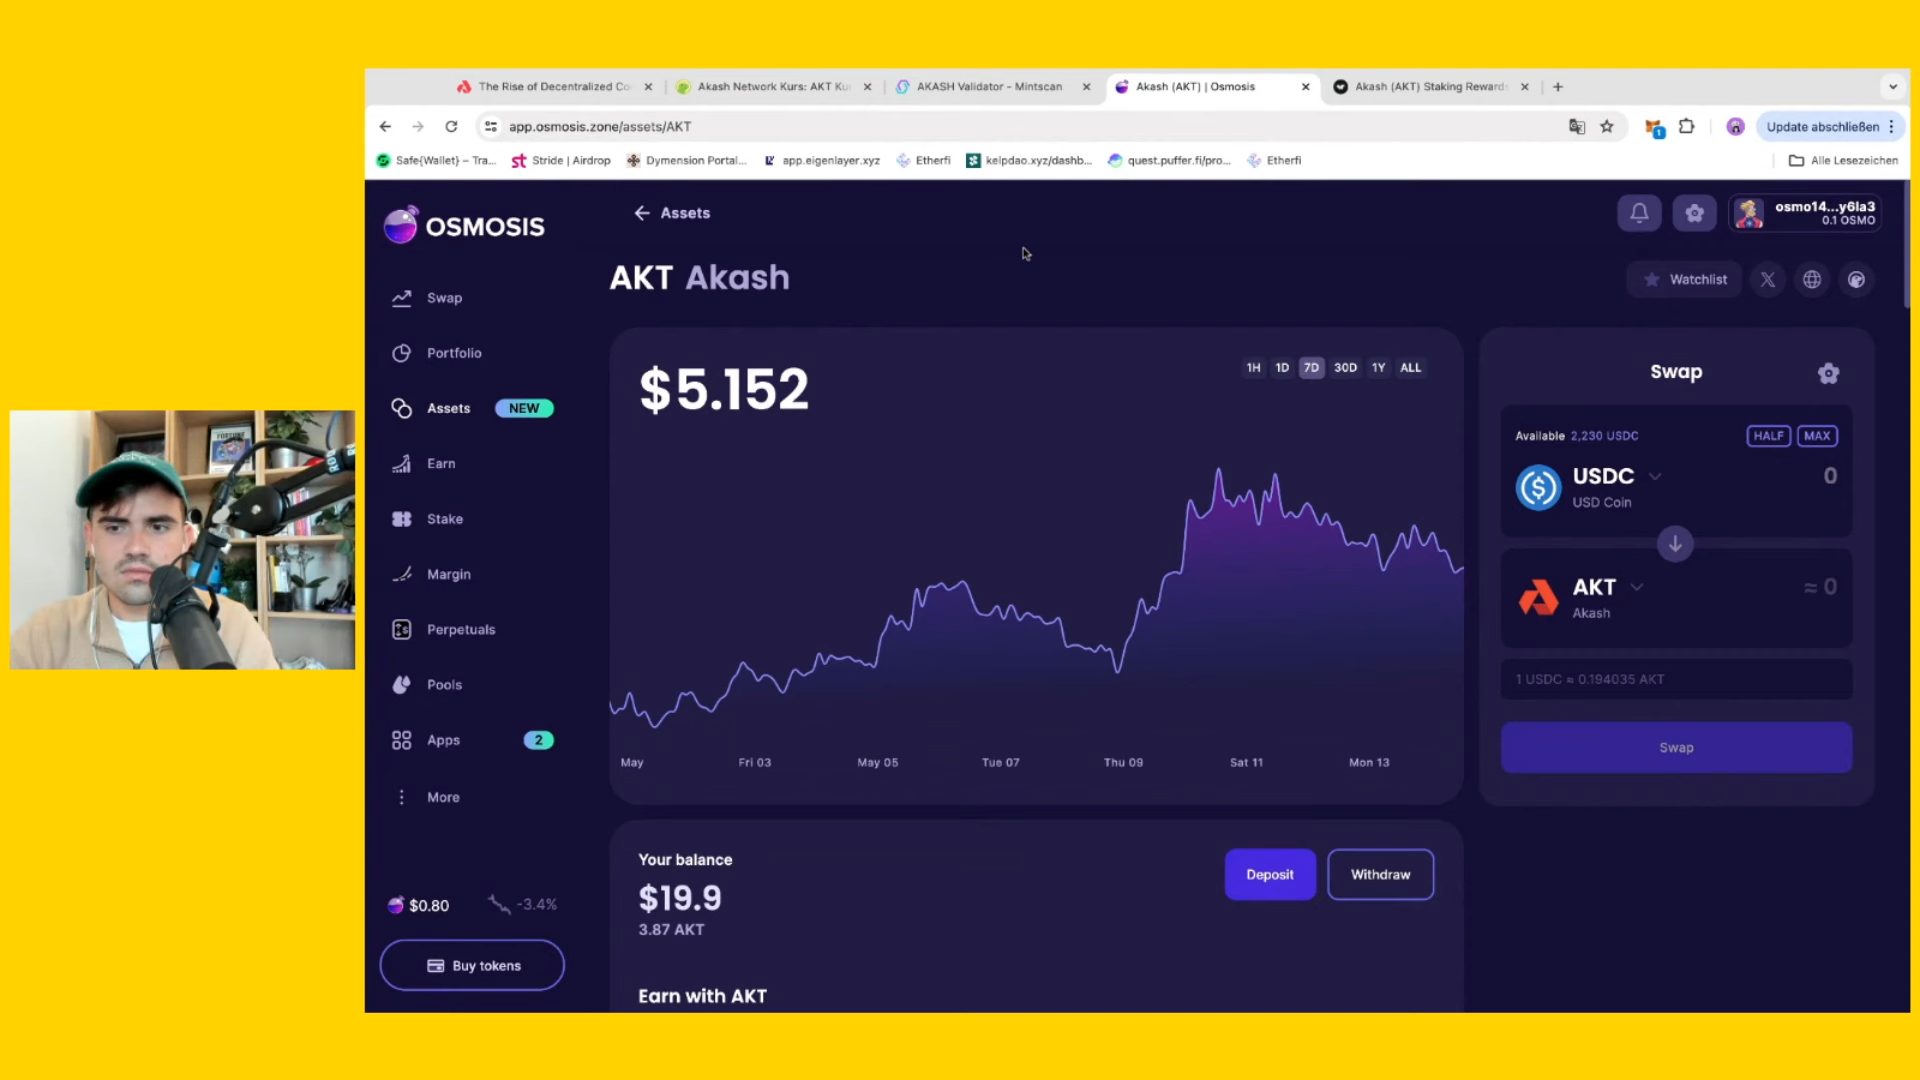 The Rise of Decentralized Co
Akash Network Kurs: AKT Ku
AKASH Validator - Mintscan
Akash (AKT) | Osmosis
Akash (AKT) Staking Rewards
app.osmosis.zone/assets/AKT
1
Update abschließen
Safe{Wallet} – Tra...
Stride | Airdrop
Dymension Portal...
app.eigenlayer.xyz
Etherfi
kelpdao.xyz/dashb...
quest.puffer.fi/pro...
Etherfi
Alle Lesezeichen
OSMOSIS
Assets
osmo14...y6la3
0.1 OSMO
AKT Akash
Watchlist
Swap
Portfolio
Assets NEW
Earn
Stake
Margin
Perpetuals
Pools
Apps 2
More
$0.80 -3.4%
Buy tokens
$5.152
1H 1D 7D 30D 1Y ALL
May Fri 03 May 05 Tue 07 Thu 09 Sat 11 Mon 13
Swap
Available 2,230 USDC HALF MAX
USDC 0
USD Coin
AKT ≈ 0
Akash
1 USDC ≈ 0.194035 AKT
Swap
Your balance
$19.9
3.87 AKT
Deposit Withdraw
Earn with AKT
FORTUNE